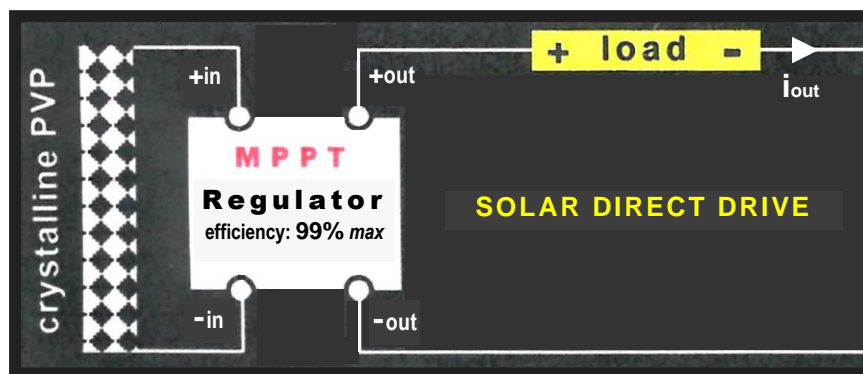 crystalline PVP
+in
+out
+ load -
iout
MPPT
Regulator
efficiency: 99% max
SOLAR DIRECT DRIVE
-in
-out